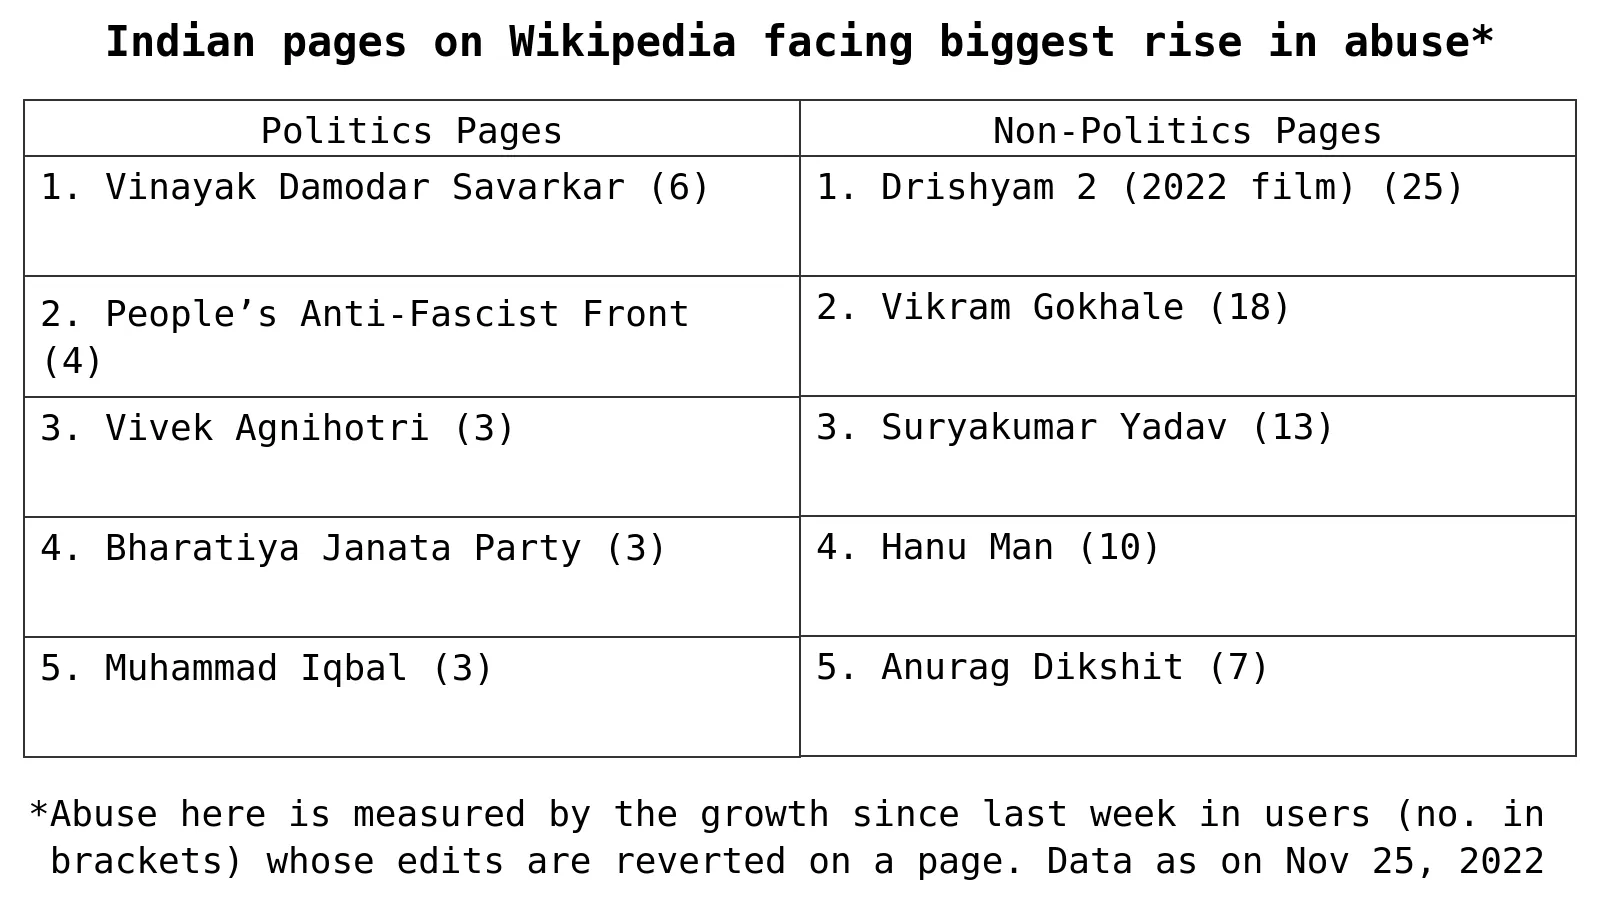 Indian pages on Wikipedia facing biggest rise in abuse*
Politics Pages
Non-Politics Pages
1. Vinayak Damodar Savarkar (6)
1. Drishyam 2 (2022 film) (25)
2. People’s Anti-Fascist Front
(4)
2. Vikram Gokhale (18)
3. Vivek Agnihotri (3)
3. Suryakumar Yadav (13)
4. Bharatiya Janata Party (3)
4. Hanu Man (10)
5. Muhammad Iqbal (3)
5. Anurag Dikshit (7)
*Abuse here is measured by the growth since last week in users (no. in
brackets) whose edits are reverted on a page. Data as on Nov 25, 2022